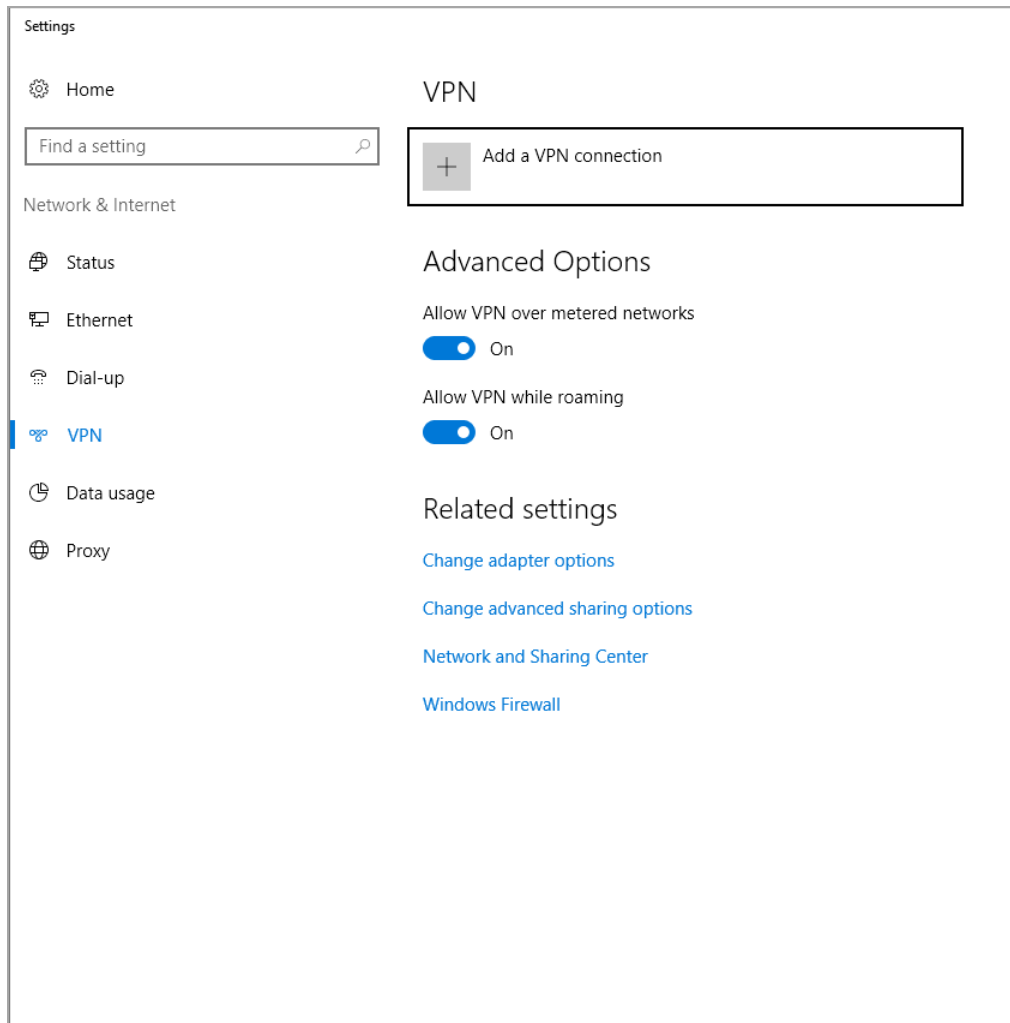 Settings
Home
Find a setting
Network & Internet
Status
Ethernet
Dial-up
VPN
Data usage
Proxy
VPN
Add a VPN connection
Advanced Options
Allow VPN over metered networks
On
Allow VPN while roaming
On
Related settings
Change adapter options
Change advanced sharing options
Network and Sharing Center
Windows Firewall